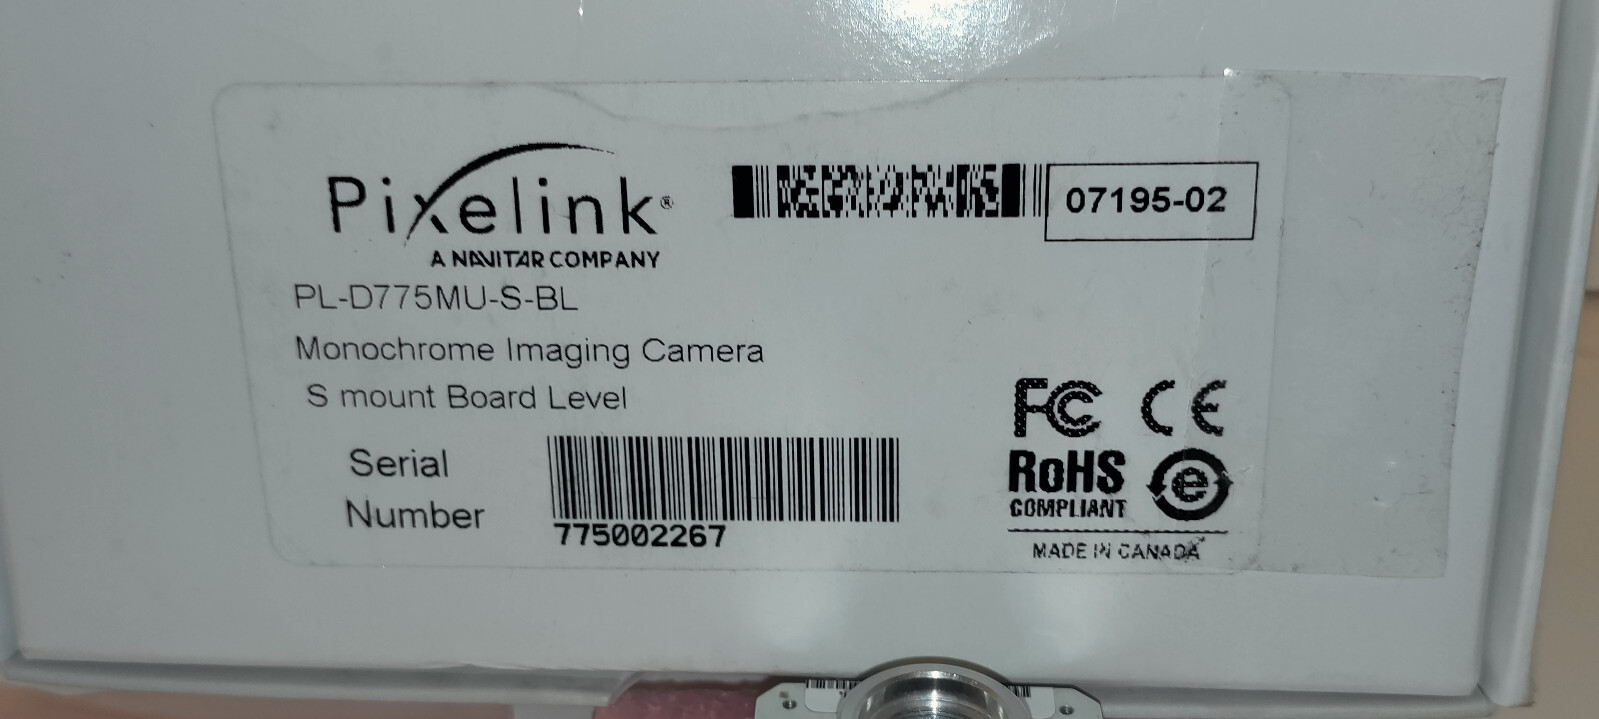 Pixelink®
A NAVITAR COMPANY
07195-02
PL-D775MU-S-BL
Monochrome Imaging Camera
S mount Board Level
Serial
Number
775002267
FC CE
RoHS
COMPLIANT
e
MADE IN CANADA